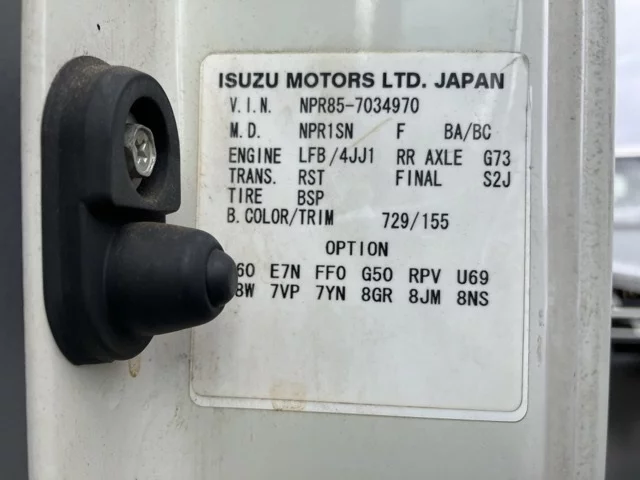 ISUZU MOTORS LTD. JAPAN
V.I.N. NPR85-7034970
M.D. NPR1SN F BA/BC
ENGINE LFB/4JJ1 RR AXLE G73
TRANS. RST FINAL S2J
TIRE BSP
B.COLOR/TRIM 729/155
OPTION
E7N FF0 G50 RPV U69
7VP 7YN 8GR 8JM 8NS